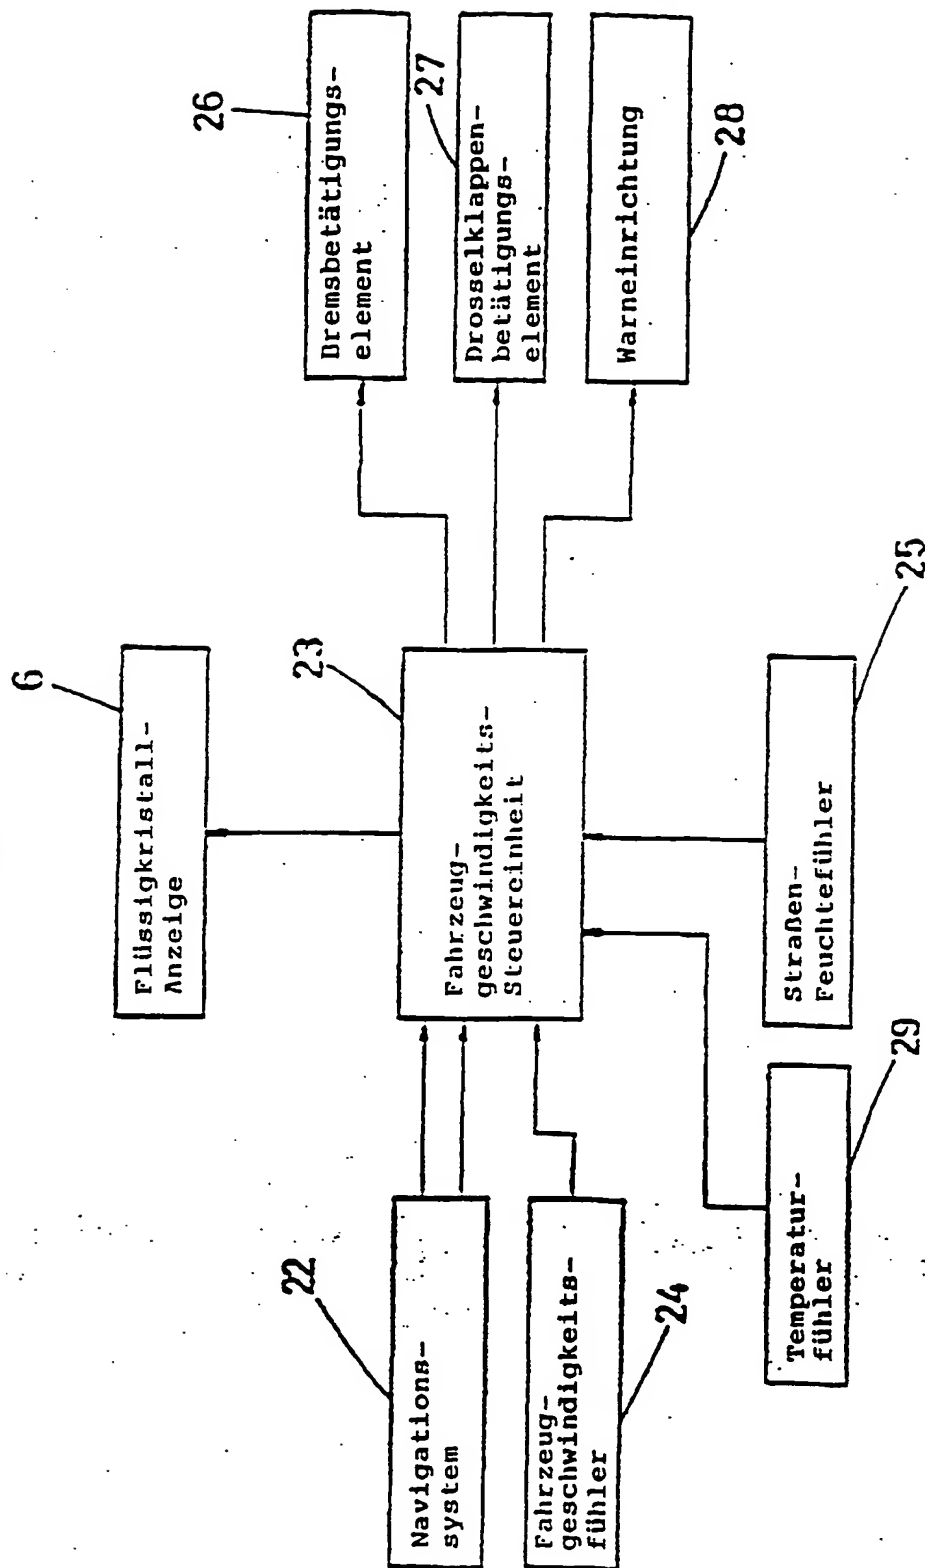 6
Flüssigkristall-
Anzeige
22
Navigations-
system
23
Fahrzeug-
geschwindigkeits-
Steuereinheit
26
Bremsbetätigungs-
element
27
Drosselklappen-
betätigungs-
element
Fahrzeug-
geschwindigkeits-
fühler
24
Warneinrichtung
28
Temperatur-
fühler
29
Straßen-
Feuchtefühler
25